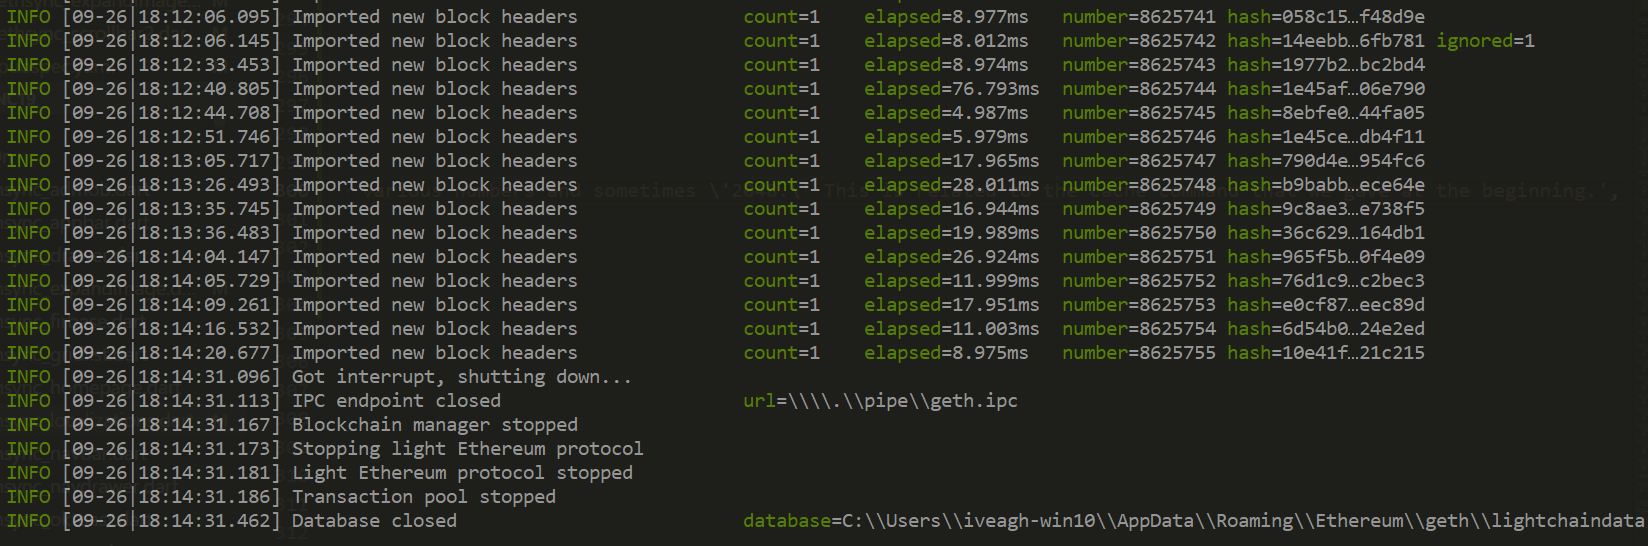 INFO [09-26|18:12:06.095] Imported new block headers count=1 elapsed=8.977ms number=8625741 hash=058c15…f48d9e
INFO [09-26|18:12:06.145] Imported new block headers count=1 elapsed=8.012ms number=8625742 hash=14eebb…6fb781 ignored=1
INFO [09-26|18:12:33.453] Imported new block headers count=1 elapsed=8.974ms number=8625743 hash=1977b2…bc2bd4
INFO [09-26|18:12:40.805] Imported new block headers count=1 elapsed=76.793ms number=8625744 hash=1e45af…06e790
INFO [09-26|18:12:44.708] Imported new block headers count=1 elapsed=4.987ms number=8625745 hash=8ebfe0…44fa05
INFO [09-26|18:12:51.746] Imported new block headers count=1 elapsed=5.979ms number=8625746 hash=1e45ce…db4f11
INFO [09-26|18:13:05.717] Imported new block headers count=1 elapsed=17.965ms number=8625747 hash=790d4e…954fc6
INFO [09-26|18:13:26.493] Imported new block headers count=1 elapsed=28.011ms number=8625748 hash=b9babb…ece64e
INFO [09-26|18:13:35.745] Imported new block headers count=1 elapsed=16.944ms number=8625749 hash=9c8ae3…e738f5
INFO [09-26|18:13:36.483] Imported new block headers count=1 elapsed=19.989ms number=8625750 hash=36c629…164db1
INFO [09-26|18:14:04.147] Imported new block headers count=1 elapsed=26.924ms number=8625751 hash=965f5b…0f4e09
INFO [09-26|18:14:05.729] Imported new block headers count=1 elapsed=11.999ms number=8625752 hash=76d1c9…c2bec3
INFO [09-26|18:14:09.261] Imported new block headers count=1 elapsed=17.951ms number=8625753 hash=e0cf87…eec89d
INFO [09-26|18:14:16.532] Imported new block headers count=1 elapsed=11.003ms number=8625754 hash=6d54b0…24e2ed
INFO [09-26|18:14:20.677] Imported new block headers count=1 elapsed=8.975ms number=8625755 hash=10e41f…21c215
INFO [09-26|18:14:31.096] Got interrupt, shutting down...
INFO [09-26|18:14:31.113] IPC endpoint closed url=\\\\.\\pipe\\geth.ipc
INFO [09-26|18:14:31.167] Blockchain manager stopped
INFO [09-26|18:14:31.173] Stopping light Ethereum protocol
INFO [09-26|18:14:31.181] Light Ethereum protocol stopped
INFO [09-26|18:14:31.186] Transaction pool stopped
INFO [09-26|18:14:31.462] Database closed database=C:\\Users\\iveagh-win10\\AppData\\Roaming\\Ethereum\\geth\\lightchaindata